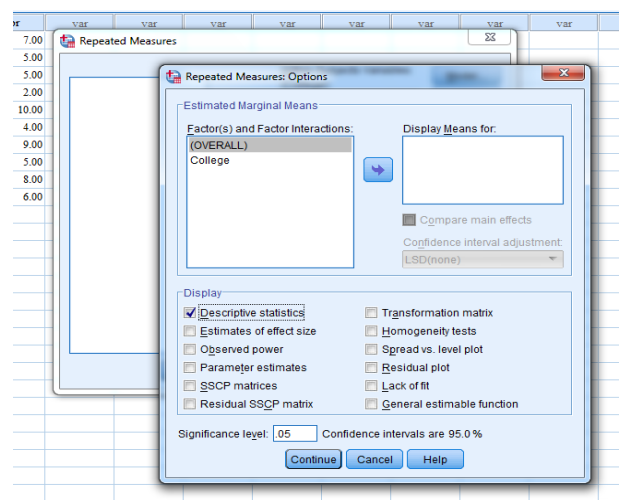 or var var var var var var var var
7.00
5.00
5.00
2.00
10.00
4.00
9.00
5.00
8.00
6.00
Repeated Measures
Repeated Measures: Options
Estimated Marginal Means
Factor(s) and Factor Interactions:
(OVERALL)
College
Display Means for:
Compare main effects
Confidence interval adjustment:
LSD(none)
Display
Descriptive statistics
Transformation matrix
Estimates of effect size
Homogeneity tests
Observed power
Spread vs. level plot
Parameter estimates
Residual plot
SSCP matrices
Lack of fit
Residual SSCP matrix
General estimable function
Significance level: .05 Confidence intervals are 95.0 %
Continue Cancel Help